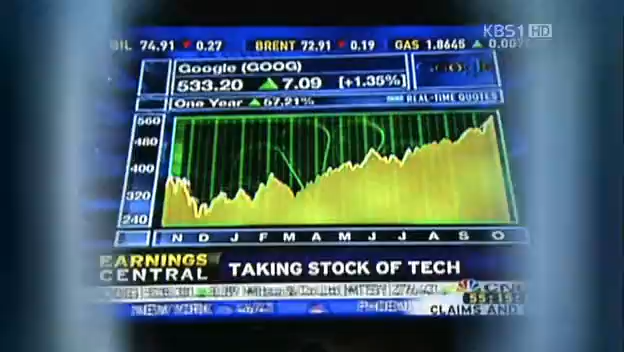 KBS1 HD
OIL 74.91 ▼ 0.27 BRENT 72.91 ▼ 0.19 GAS 1.8645 ▲
Google (GOOG)
533.20 ▲ 7.09 [+1.35%]
Google
One Year ▲ 57.21% REAL-TIME QUOTES
560
480
400
320
240
N D J F M A M J J A S O
EARNINGS
CENTRAL
TAKING STOCK OF TECH
CLAIMS AND